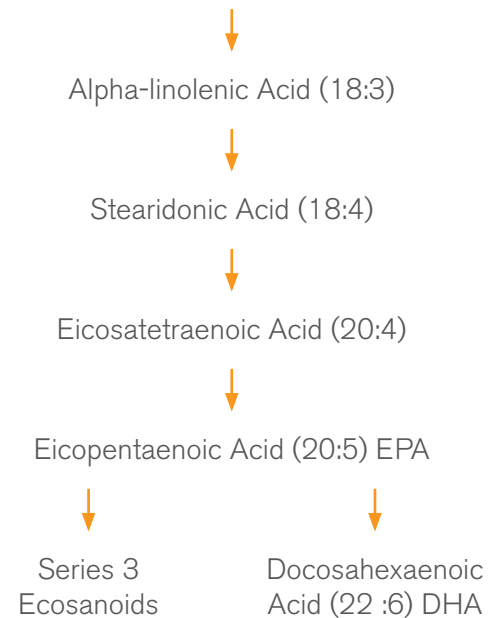 Alpha-linolenic Acid (18:3)
Stearidonic Acid (18:4)
Eicosatetraenoic Acid (20:4)
Eicopentaenoic Acid (20:5) EPA
Series 3
Ecosanoids
Docosahexaenoic
Acid (22 :6) DHA